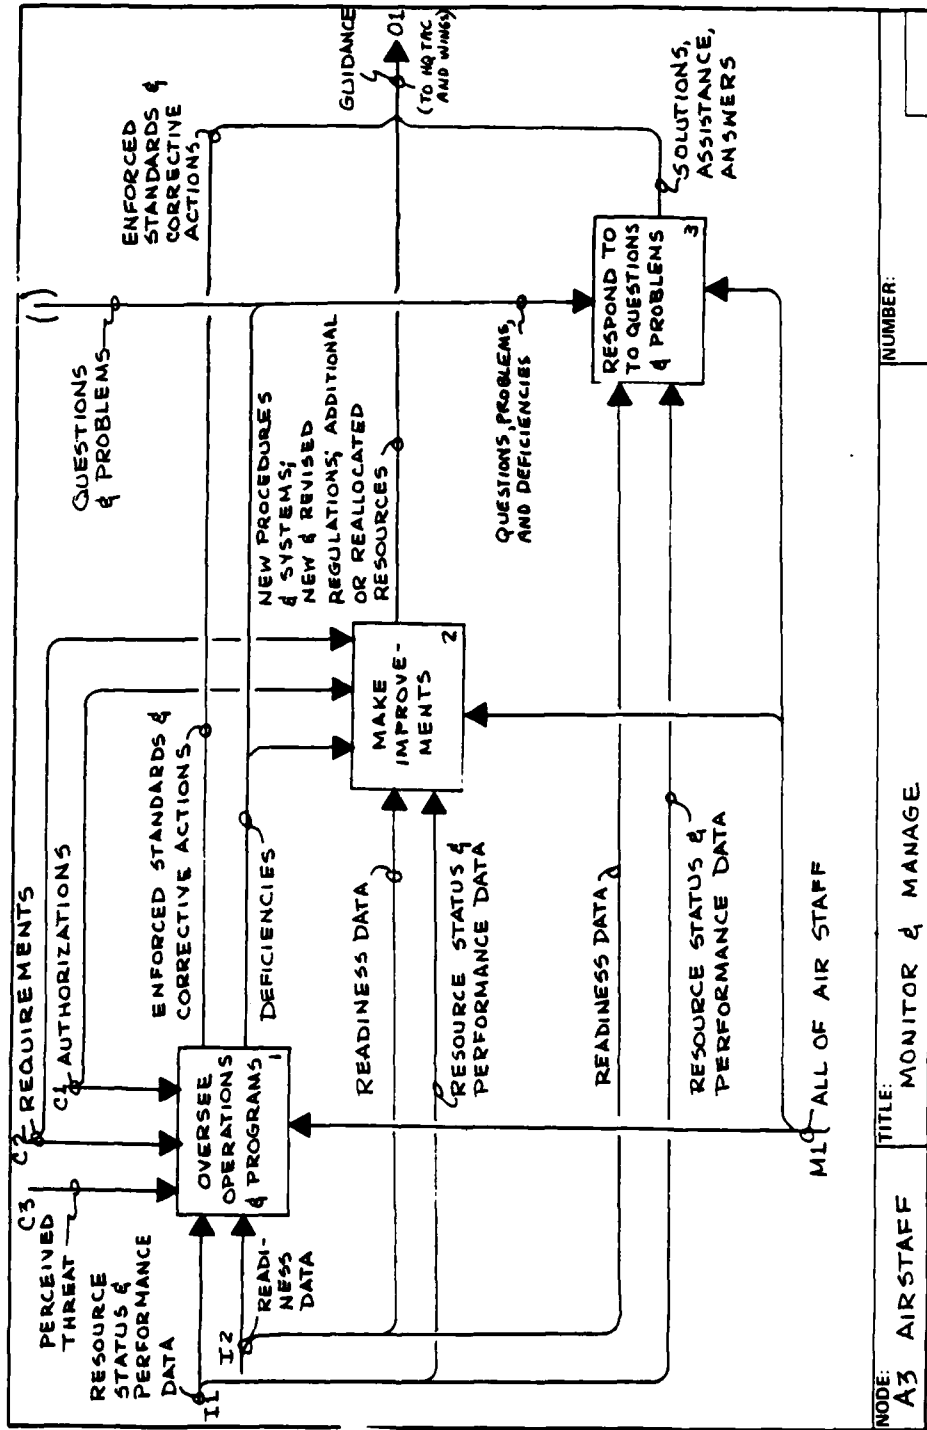 C3
PERCEIVED
THREAT
C2
REQUIREMENTS
C1
AUTHORIZATIONS
RESOURCE
STATUS &
PERFORMANCE
DATA
I1
I2
READI-
NESS
DATA
OVERSEE
OPERATIONS
& PROGRAMS
1
ENFORCED STANDARDS &
CORRECTIVE ACTIONS
DEFICIENCIES
READINESS DATA
RESOURCE STATUS &
PERFORMANCE DATA
MAKE
IMPROVE-
MENTS
2
NEW PROCEDURES
& SYSTEMS;
NEW & REVISED
REGULATIONS; ADDITIONAL
OR REALLOCATED
RESOURCES
QUESTIONS
& PROBLEMS
( )
ENFORCED
STANDARDS &
CORRECTIVE
ACTIONS
GUIDANCE
O1
(TO HQ TAC
AND WINGS)
QUESTIONS, PROBLEMS,
AND DEFICIENCIES
READINESS DATA
RESOURCE STATUS &
PERFORMANCE DATA
RESPOND TO
TO QUESTIONS
& PROBLEMS
3
SOLUTIONS,
ASSISTANCE,
ANSWERS
M1
ALL OF AIR STAFF
NODE:
A3 AIRSTAFF
TITLE:
MONITOR & MANAGE
NUMBER: